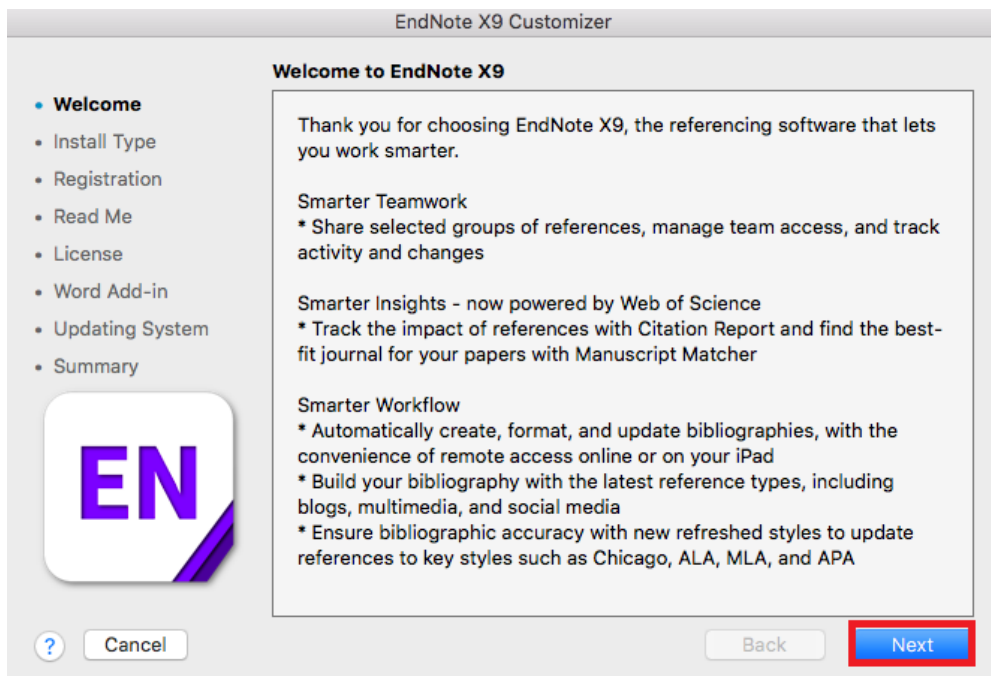 EndNote X9 Customizer
Welcome to EndNote X9
• Welcome
• Install Type
• Registration
• Read Me
• License
• Word Add-in
• Updating System
• Summary
EN
Thank you for choosing EndNote X9, the referencing software that lets
you work smarter.
Smarter Teamwork
* Share selected groups of references, manage team access, and track
activity and changes
Smarter Insights - now powered by Web of Science
* Track the impact of references with Citation Report and find the best-
fit journal for your papers with Manuscript Matcher
Smarter Workflow
* Automatically create, format, and update bibliographies, with the
convenience of remote access online or on your iPad
* Build your bibliography with the latest reference types, including
blogs, multimedia, and social media
* Ensure bibliographic accuracy with new refreshed styles to update
references to key styles such as Chicago, ALA, MLA, and APA
?
Cancel
Back
Next